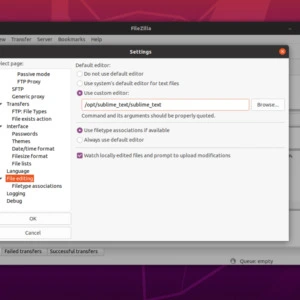 FileZilla
View Transfer Server Bookmarks Help
Settings
Select page:
Passive mode
FTP Proxy
SFTP
Generic proxy
Transfers
FTP: File Types
File exists action
Interface
Passwords
Themes
Date/time format
Filesize format
File lists
Language
File editing
Filetype associations
Logging
Debug
OK
Cancel
Default editor:
Do not use default editor
Use system's default editor for text files
Use custom editor:
/opt/sublime_text/sublime_text
Browse...
Command and its arguments should be properly quoted.
Use filetype associations if available
Always use default editor
Watch locally edited files and prompt to upload modifications
Failed transfers
Successful transfers
Queue: empty